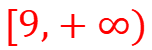 [9, + ∞)